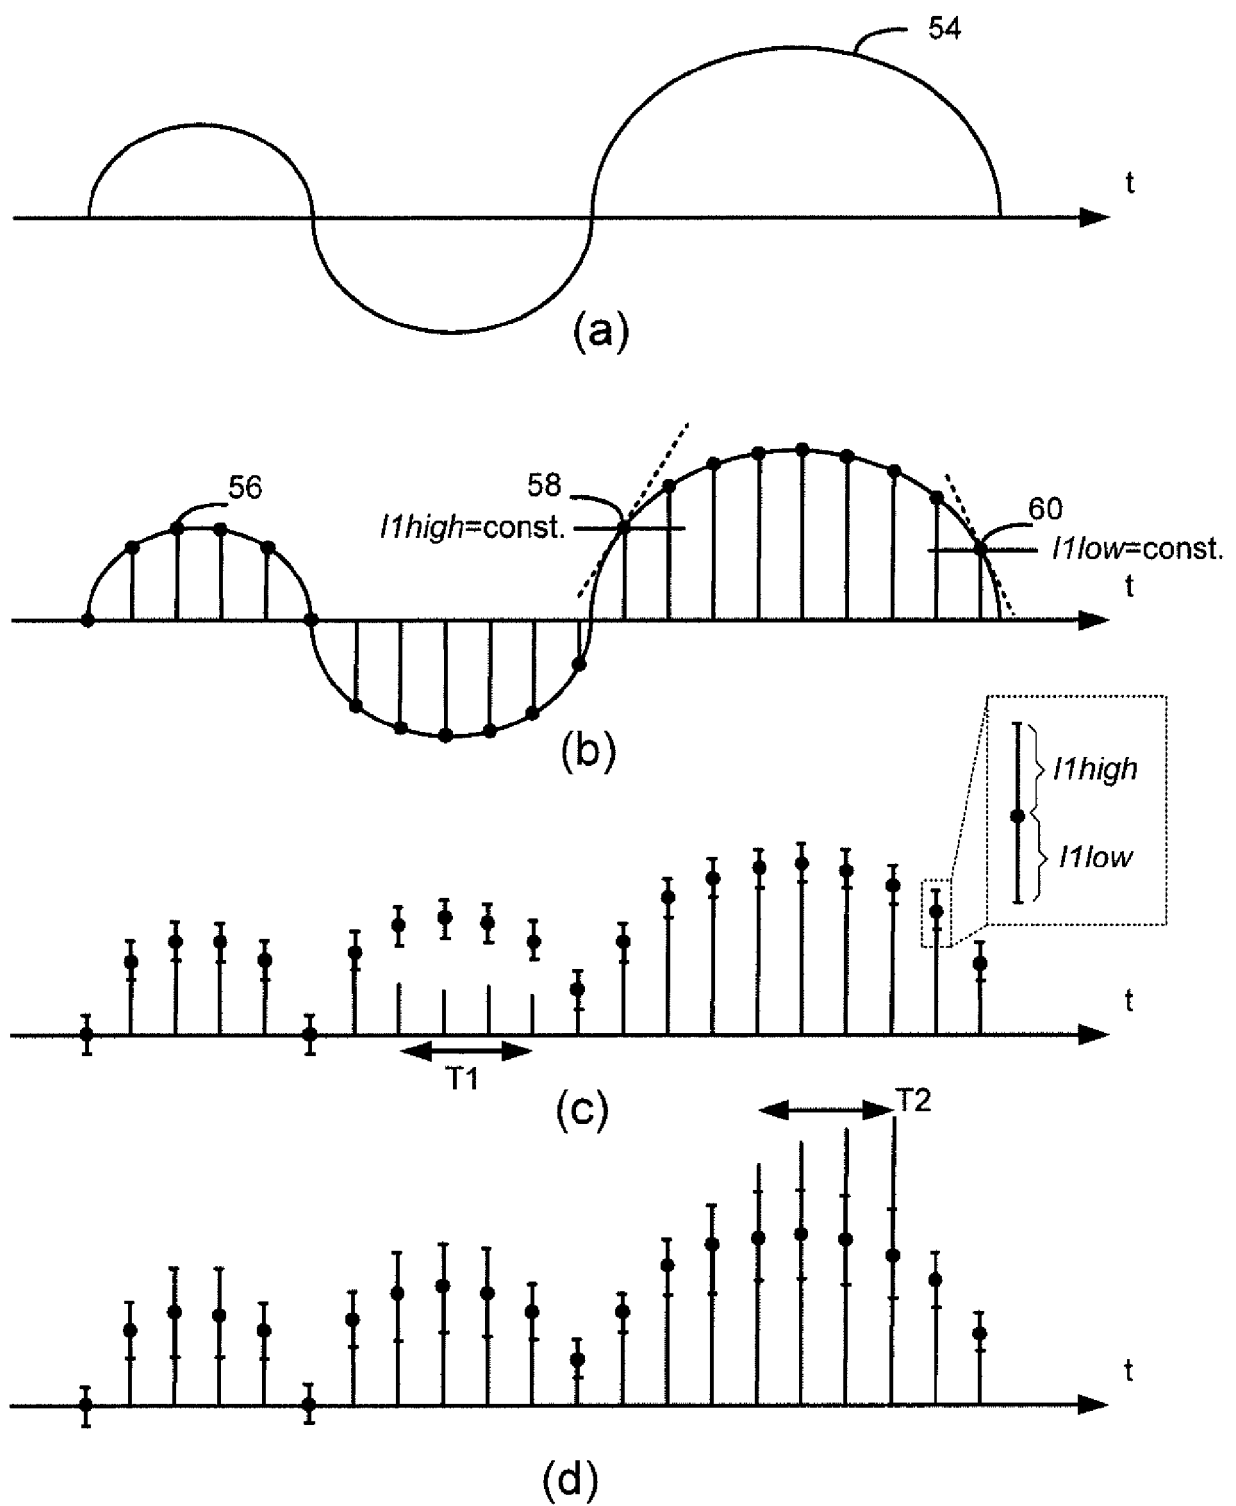 54
t
(a)
56
58
I1high=const.
60
I1low=const.
t
(b)
I1high
I1low
t
T1
(c)
T2
t
(d)